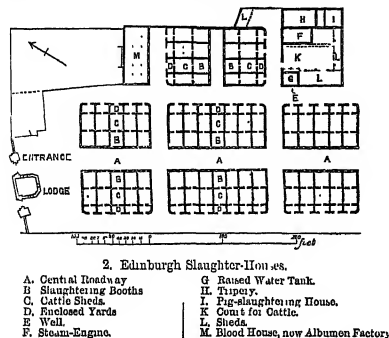 L
H
I
F
M
D C B
B C D
K
G
L
E
D
D
C
C
B
B
ENTRANCE
A
A
A
LODGE
B
B
C
C
D
D
feet
2. Edinburgh Slaughter-Houses.
A. Central Roadway
B Slaughtering Booths
C. Cattle Sheds.
D. Enclosed Yards
E Well.
F. Steam-Engine.
G Raised Water Tank.
H. Tripery.
I. Pig-slaughtering House.
K Court for Cattle.
L. Sheds.
M. Blood House, now Albumen Factory